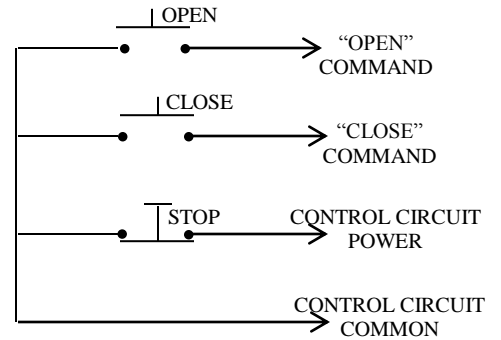 OPEN
“OPEN”
COMMAND
CLOSE
“CLOSE”
COMMAND
STOP
CONTROL CIRCUIT
POWER
CONTROL CIRCUIT
COMMON